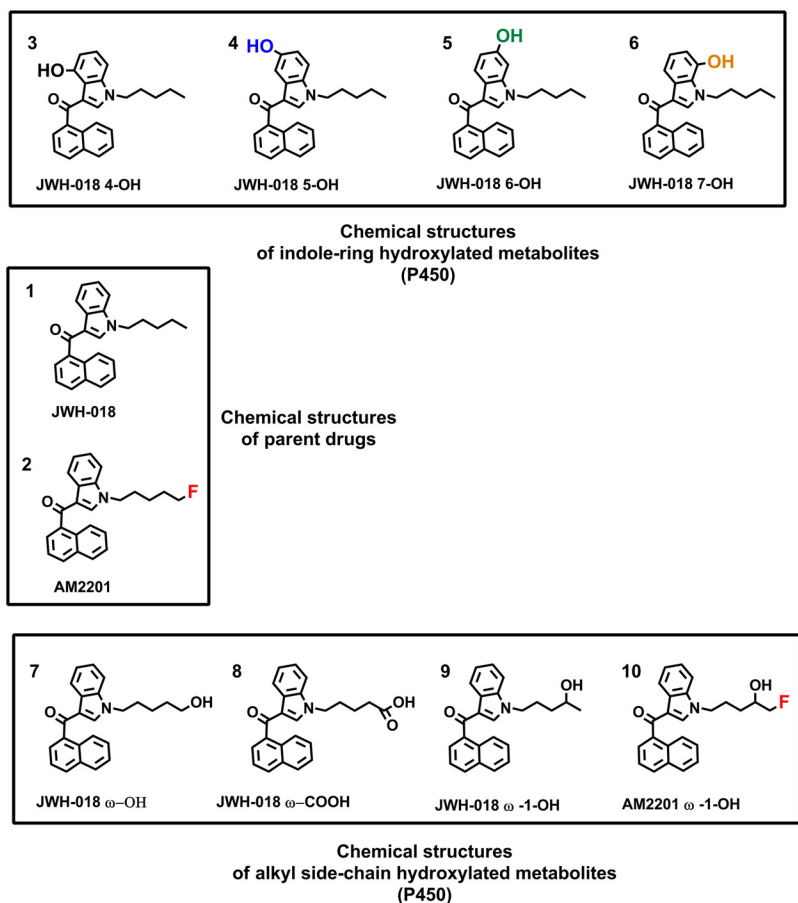 3
4
5
6
HO
HO
OH
OH
N
N
N
N
O
O
O
O
JWH-018 4-OH
JWH-018 5-OH
JWH-018 6-OH
JWH-018 7-OH
Chemical structures
of indole-ring hydroxylated metabolites
(P450)
1
N
O
JWH-018
2
F
N
O
AM2201
Chemical structures
of parent drugs
7
8
9
10
OH
OH
O
OH
OH
F
N
N
N
N
O
O
O
O
JWH-018 ω–OH
JWH-018 ω–COOH
JWH-018 ω -1-OH
AM2201 ω -1-OH
Chemical structures
of alkyl side-chain hydroxylated metabolites
(P450)